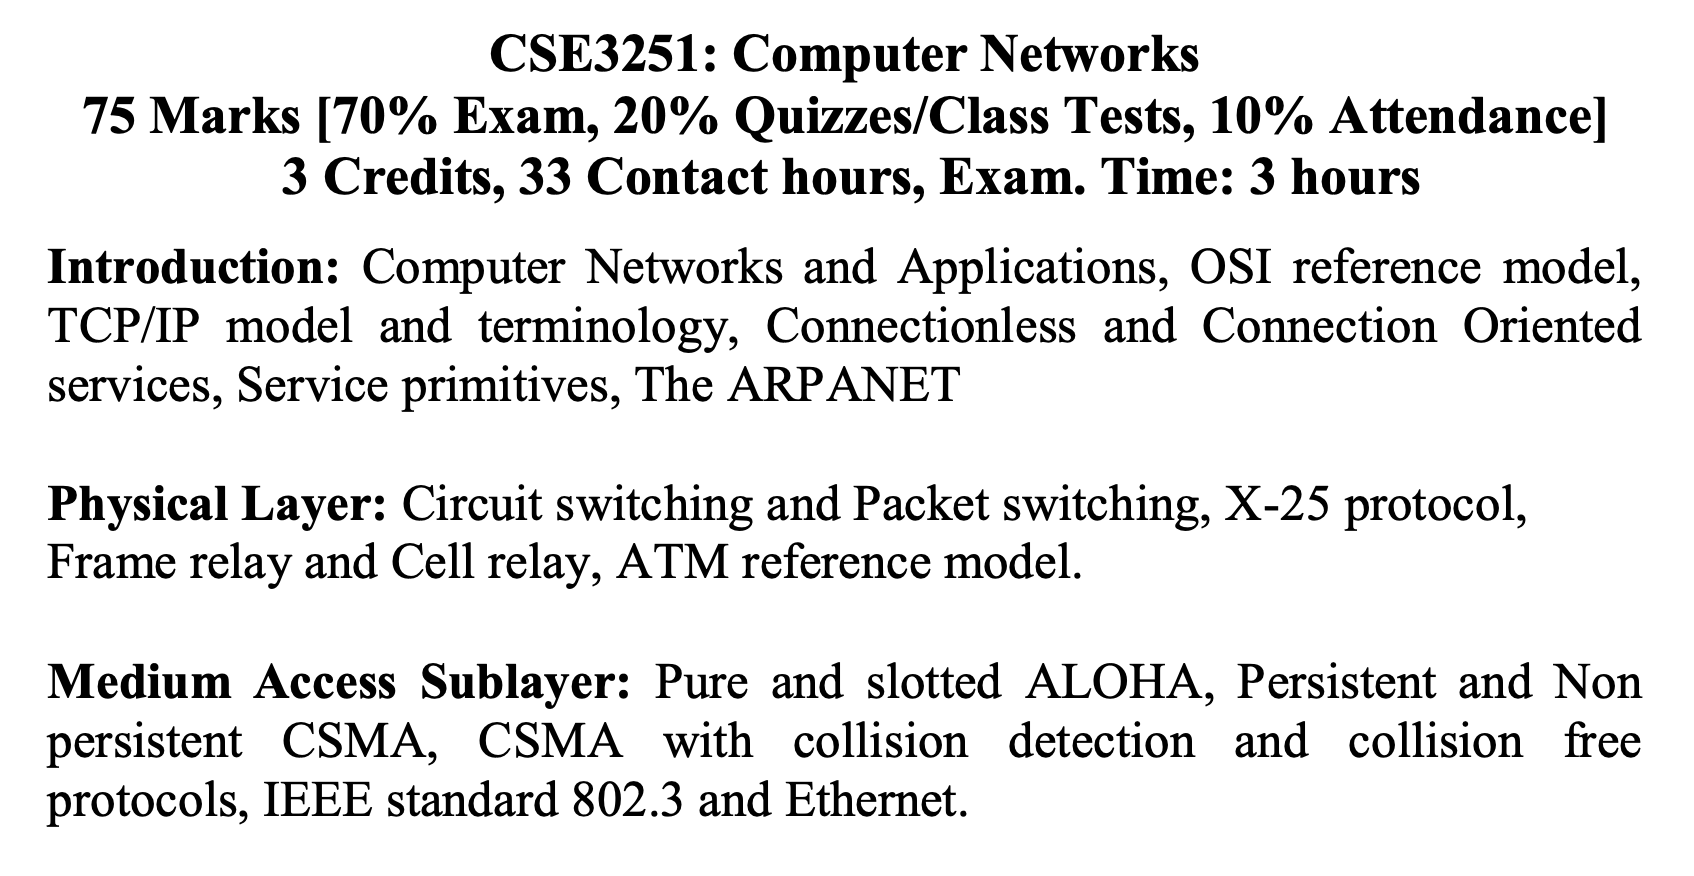 CSE3251: Computer Networks
75 Marks [70% Exam, 20% Quizzes/Class Tests, 10% Attendance]
3 Credits, 33 Contact hours, Exam. Time: 3 hours
Introduction: Computer Networks and Applications, OSI reference model,
TCP/IP model and terminology, Connectionless and Connection Oriented
services, Service primitives, The ARPANET
Physical Layer: Circuit switching and Packet switching, X-25 protocol,
Frame relay and Cell relay, ATM reference model.
Medium Access Sublayer: Pure and slotted ALOHA, Persistent and Non
persistent CSMA, CSMA with collision detection and collision free
protocols, IEEE standard 802.3 and Ethernet.